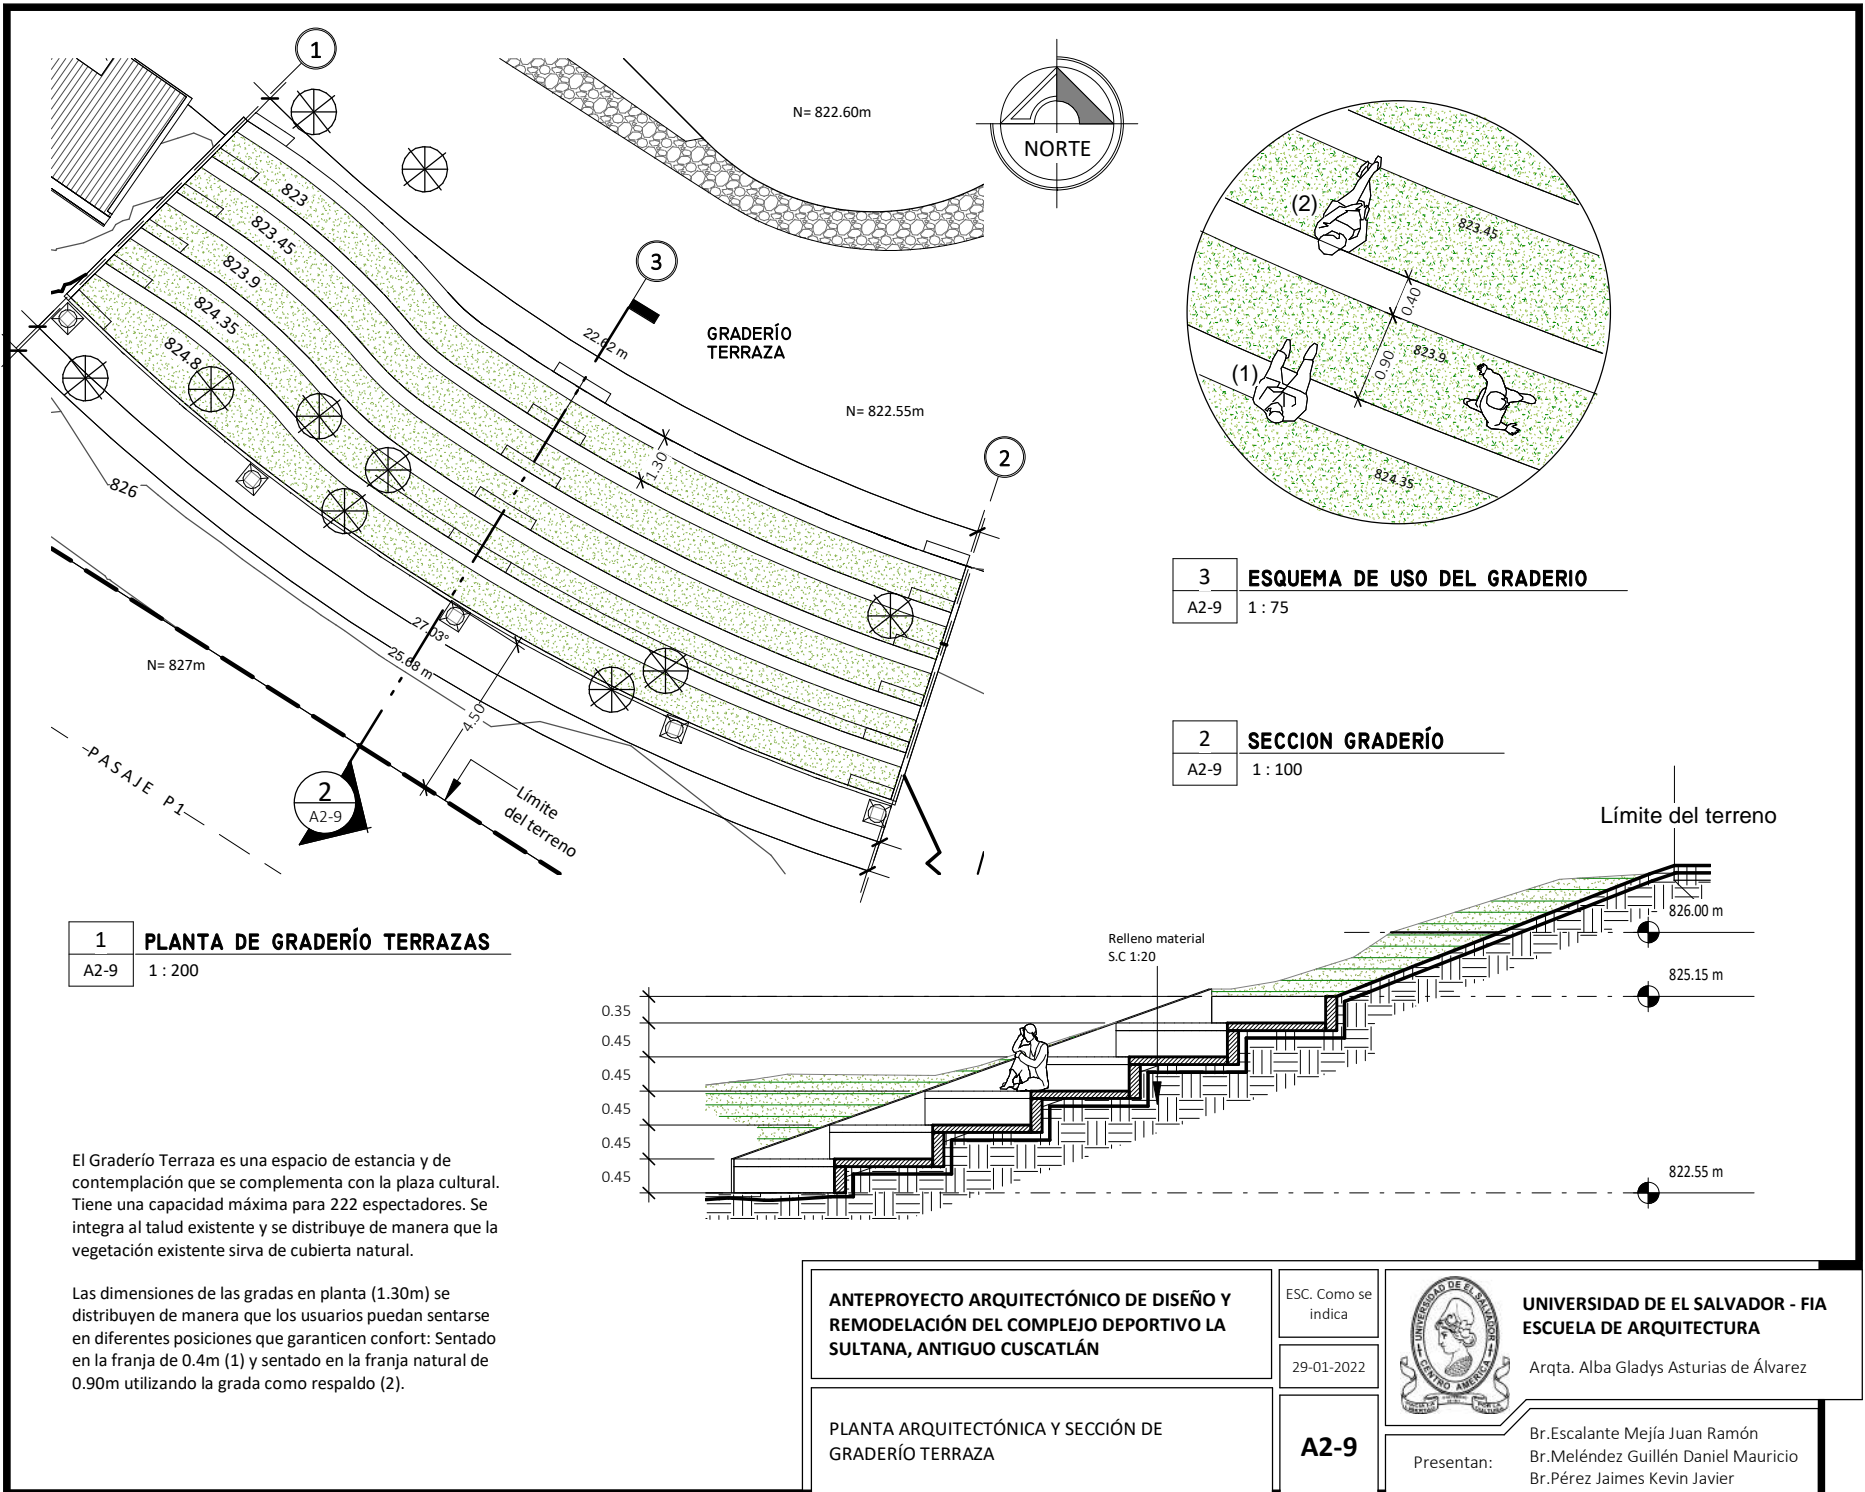 1
N= 822.60m
NORTE
823
823.45
823.9
824.35
824.8
3
22.62 m
GRADERÍO
TERRAZA
N= 822.55m
1.30
2
826
27.03°
25.68 m
4.50
N= 827m
PASAJE P1
Límite
del terreno
2
A2-9
1
PLANTA DE GRADERÍO TERRAZAS
A2-9
1 : 200
(2)
823.45
0.40
823.9
0.90
(1)
824.35
3
ESQUEMA DE USO DEL GRADERIO
A2-9
1 : 75
2
SECCION GRADERÍO
A2-9
1 : 100
Límite del terreno
826.00 m
825.15 m
822.55 m
Relleno material
S.C 1:20
0.35
0.45
0.45
0.45
0.45
0.45
El Graderío Terraza es una espacio de estancia y de
contemplación que se complementa con la plaza cultural.
Tiene una capacidad máxima para 222 espectadores. Se
integra al talud existente y se distribuye de manera que la
vegetación existente sirva de cubierta natural.
Las dimensiones de las gradas en planta (1.30m) se
distribuyen de manera que los usuarios puedan sentarse
en diferentes posiciones que garanticen confort: Sentado
en la franja de 0.4m (1) y sentado en la franja natural de
0.90m utilizando la grada como respaldo (2).
ANTEPROYECTO ARQUITECTÓNICO DE DISEÑO Y
REMODELACIÓN DEL COMPLEJO DEPORTIVO LA
SULTANA, ANTIGUO CUSCATLÁN
PLANTA ARQUITECTÓNICA Y SECCIÓN DE
GRADERÍO TERRAZA
ESC. Como se
indica
29-01-2022
A2-9
UNIVERSIDAD DE EL SALVADOR
CENTRO AMERICA
UNIVERSIDAD DE EL SALVADOR - FIA
ESCUELA DE ARQUITECTURA
Arqta. Alba Gladys Asturias de Álvarez
Presentan:
Br.Escalante Mejía Juan Ramón
Br.Meléndez Guillén Daniel Mauricio
Br.Pérez Jaimes Kevin Javier